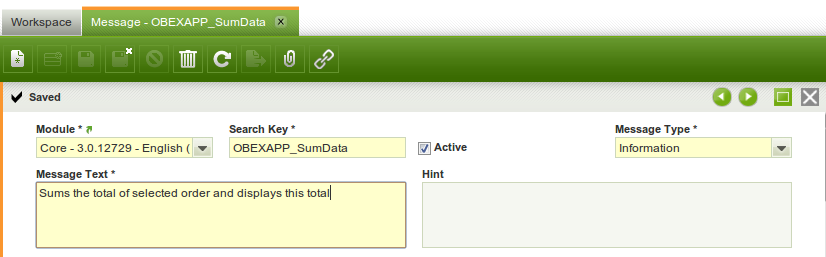 Workspace
Message - OBEXAPP_SumData
Saved
Module * Search Key * Message Type *
Core - 3.0.12729 - English ( OBEXAPP_SumData Active Information
Message Text * Hint
Sums the total of selected order and displays this total